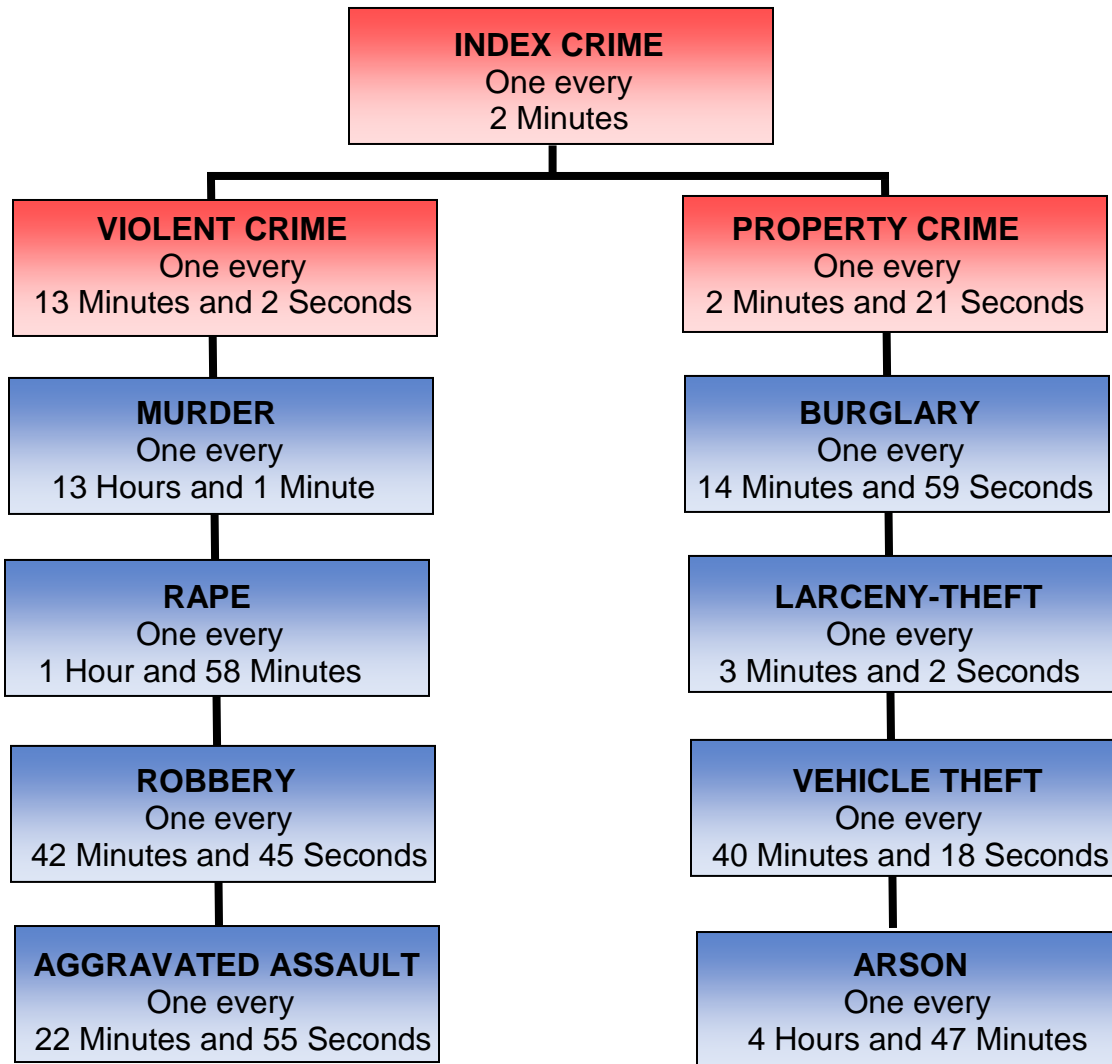 INDEX CRIME
One every
2 Minutes
VIOLENT CRIME
One every
13 Minutes and 2 Seconds
MURDER
One every
13 Hours and 1 Minute
RAPE
One every
1 Hour and 58 Minutes
ROBBERY
One every
42 Minutes and 45 Seconds
AGGRAVATED ASSAULT
One every
22 Minutes and 55 Seconds
PROPERTY CRIME
One every
2 Minutes and 21 Seconds
BURGLARY
One every
14 Minutes and 59 Seconds
LARCENY-THEFT
One every
3 Minutes and 2 Seconds
VEHICLE THEFT
One every
40 Minutes and 18 Seconds
ARSON
One every
4 Hours and 47 Minutes